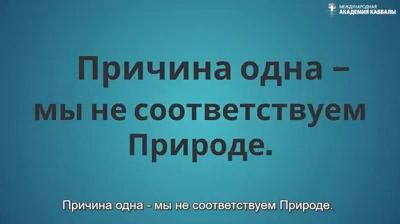 МЕЖДУНАРОДНАЯ
АКАДЕМИЯ КАББАЛЫ
Причина одна –
мы не соответствуем
Природе.
Причина одна - мы не соответствуем Природе.